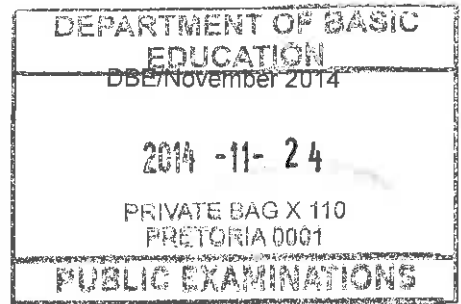 DEPARTMENT OF BASIC
EDUCATION
DBE/November 2014
2014 -11- 24
PRIVATE BAG X 110
PRETORIA 0001
PUBLIC EXAMINATIONS